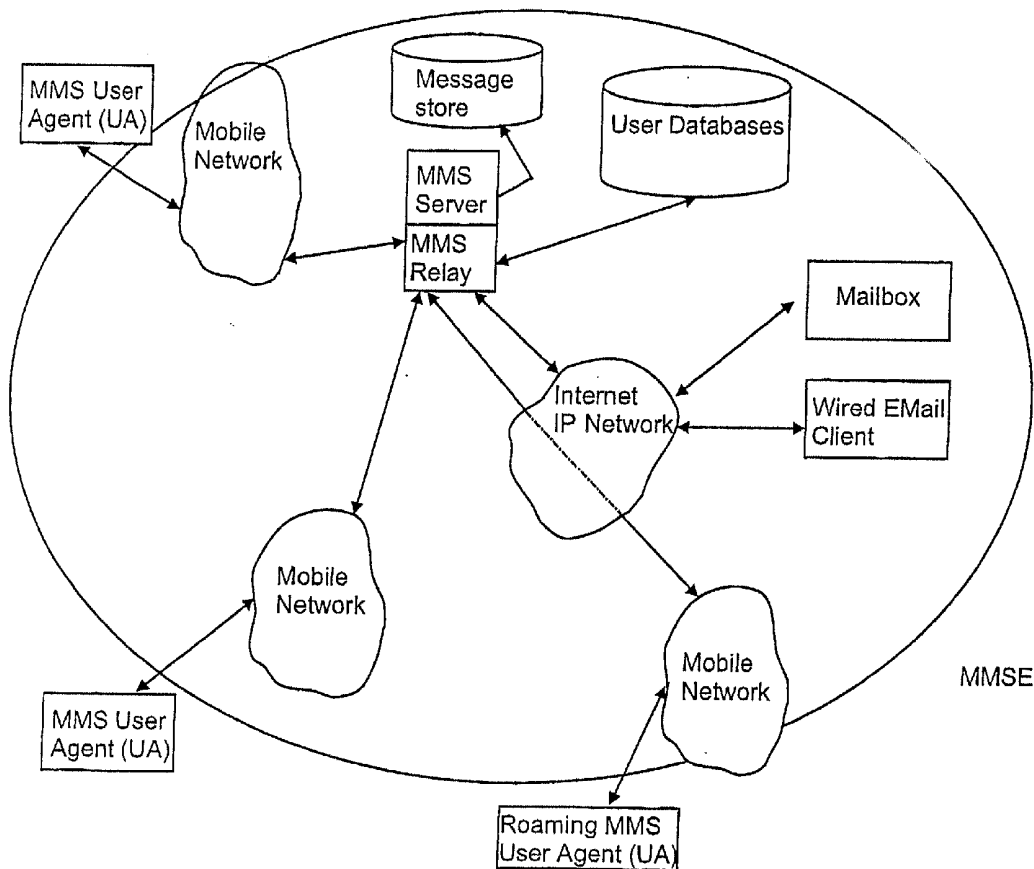 Message
store
MMS User
Agent (UA)
Mobile
Network
User Databases
MMS
Server
MMS
Relay
Mailbox
Internet
IP Network
Wired EMail
Client
Mobile
Network
Mobile
Network
MMSE
MMS User
Agent (UA)
Roaming MMS
User Agent (UA)